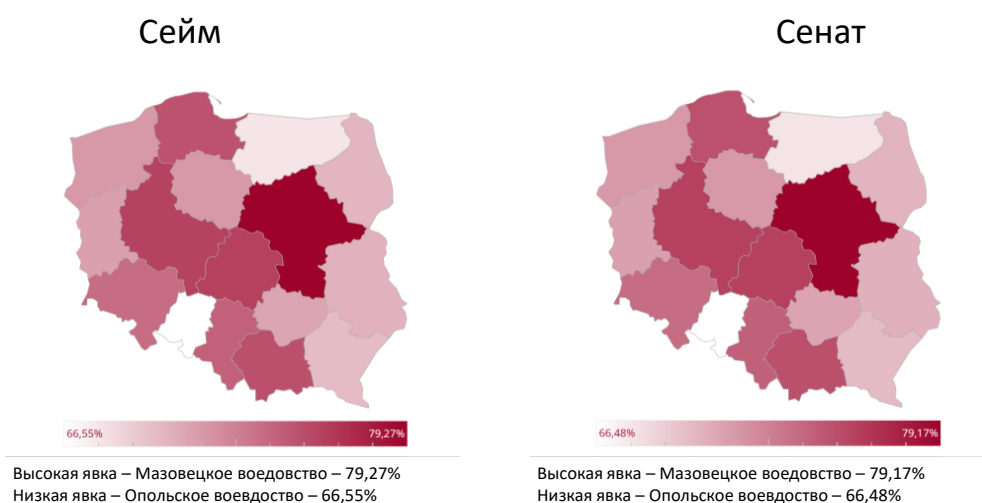 Сейм
Сенат
66,55%
79,27%
66,48%
79,17%
Высокая явка – Мазовецкое воедовство – 79,27%
Низкая явка – Опольское воевдоство – 66,55%
Высокая явка – Мазовецкое воедовство – 79,17%
Низкая явка – Опольское воевдоство – 66,48%